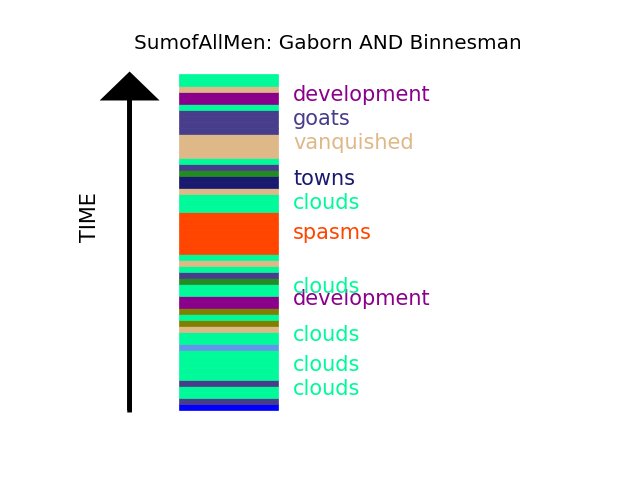 SumofAllMen: Gaborn AND Binnesman
development
goats
vanquished
towns
clouds
spasms
clouds
development
clouds
clouds
clouds
TIME